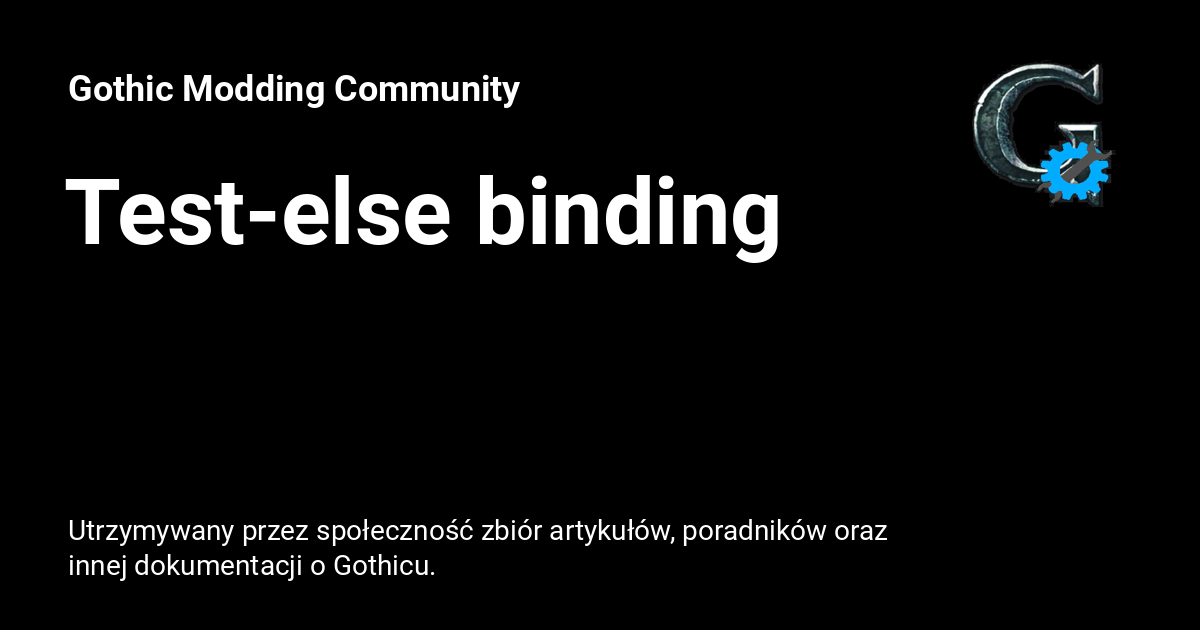 Gothic Modding Community
Test-else binding
Utrzymywany przez społeczność zbiór artykułów, poradników oraz
innej dokumentacji o Gothicu.